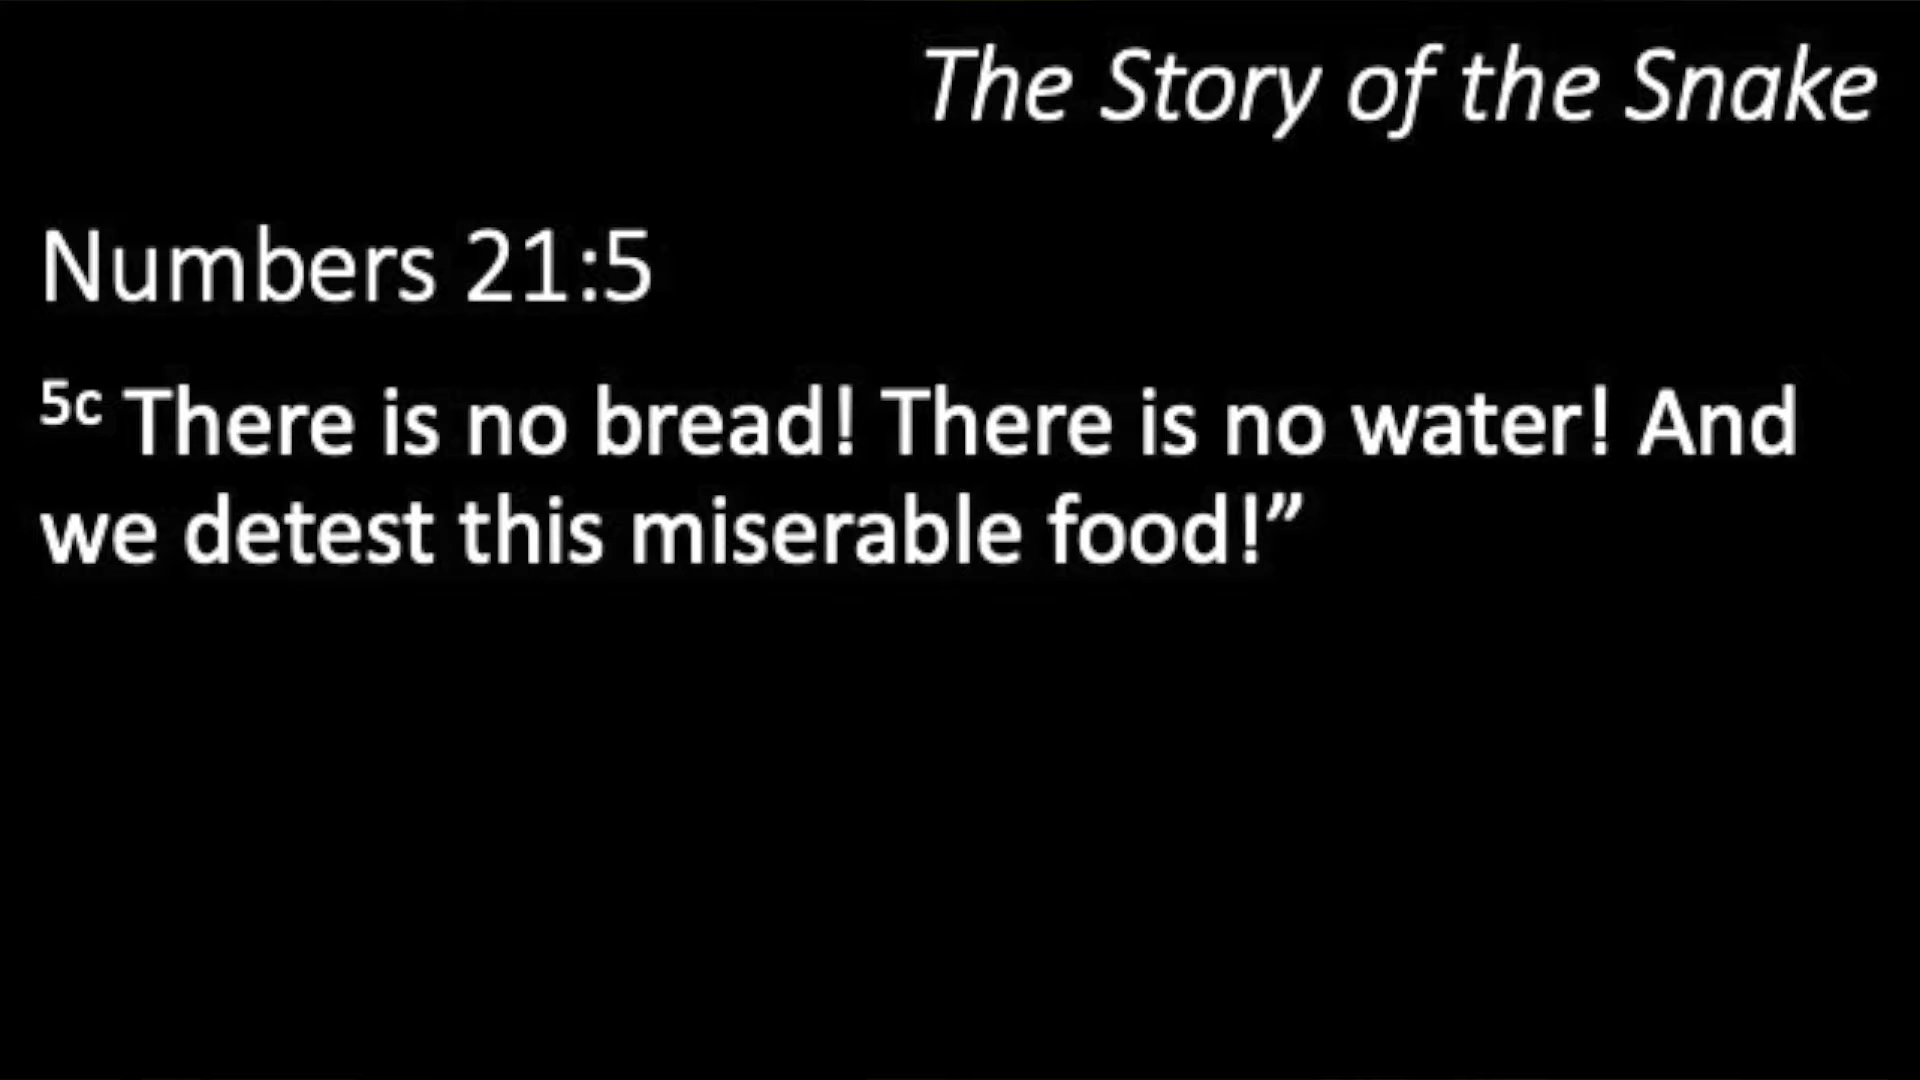 The Story of the Snake
Numbers 21:5
5c There is no bread! There is no water! And
we detest this miserable food!”